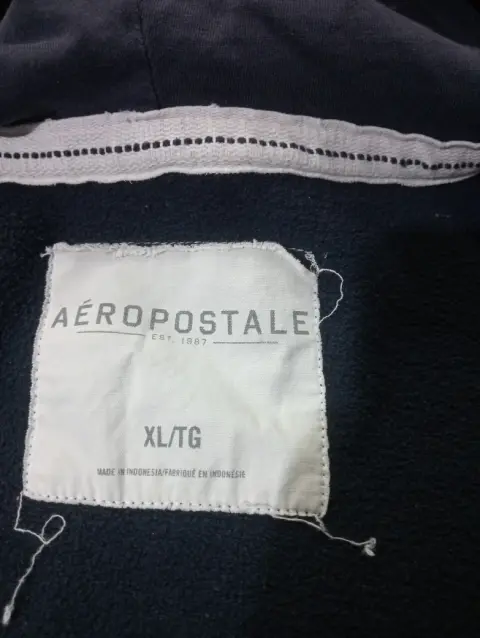 AÉROPOSTALE
EST. 1987
XL/TG
MADE IN INDONESIA/FABRIQUÉ EN INDONÉSIE